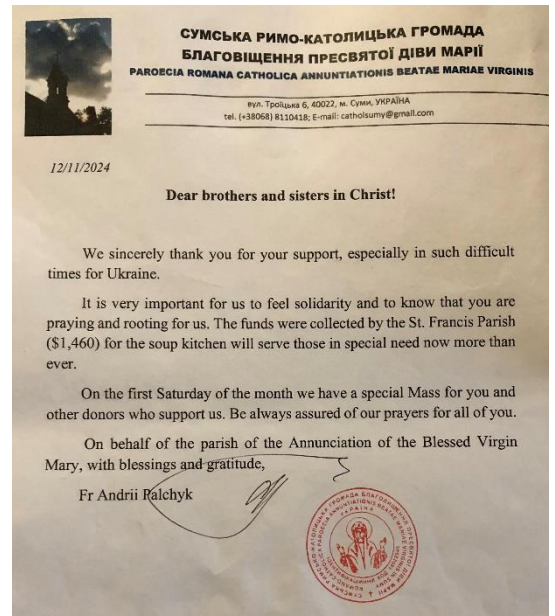 СУМСЬКА РИМО-КАТОЛИЦЬКА ГРОМАДА
БЛАГОВІЩЕННЯ ПРЕСВЯТОЇ ДІВИ МАРІЇ
PAROECIA ROMANA CATHOLICA ANNUNTIATIONIS BEATAE MARIAE VIRGINIS
вул. Троїцька 6, 40022, м. Суми, УКРАЇНА
tel. (+38068) 8110418; E-mail: catholsumy@gmail.com
12/11/2024
Dear brothers and sisters in Christ!
We sincerely thank you for your support, especially in such difficult
times for Ukraine.
It is very important for us to feel solidarity and to know that you are
praying and rooting for us. The funds were collected by the St. Francis Parish
($1,460) for the soup kitchen will serve those in special need now more than
ever.
On the first Saturday of the month we have a special Mass for you and
other donors who support us. Be always assured of our prayers for all of you.
On behalf of the parish of the Annunciation of the Blessed Virgin
Mary, with blessings and gratitude,
Fr Andrii Palchyk
УКРАЇНА